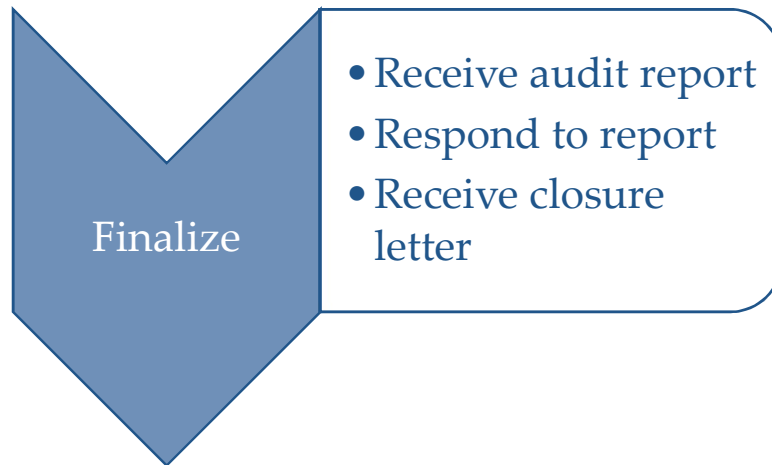 Finalize
• Receive audit report
• Respond to report
• Receive closure
letter